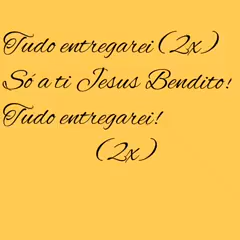 Tudo entregarei (2x)
Só a ti Jesus Bendito!
Tudo entregarei!
(2x)